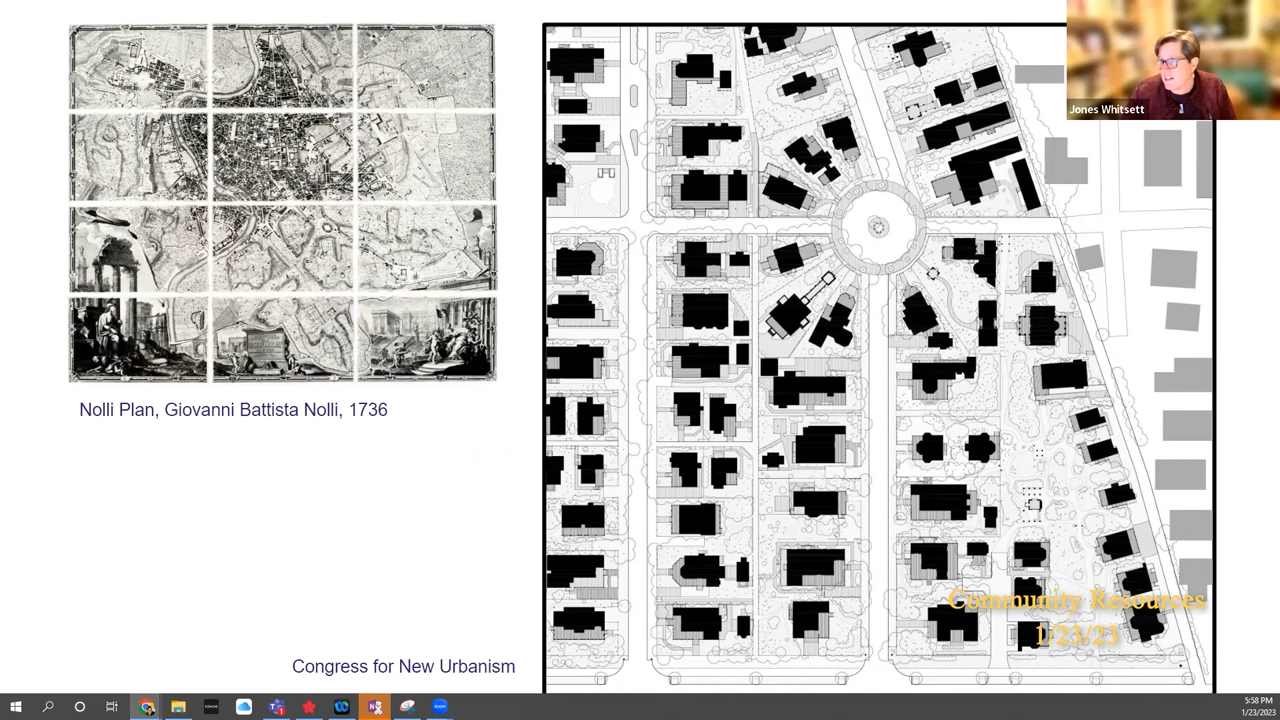 Jones Whitsett
Nolli Plan, Giovanni Battista Nolli, 1736
Community Resources
1/23/23
Congress for New Urbanism
SONOS
5:58 PM
1/23/2023